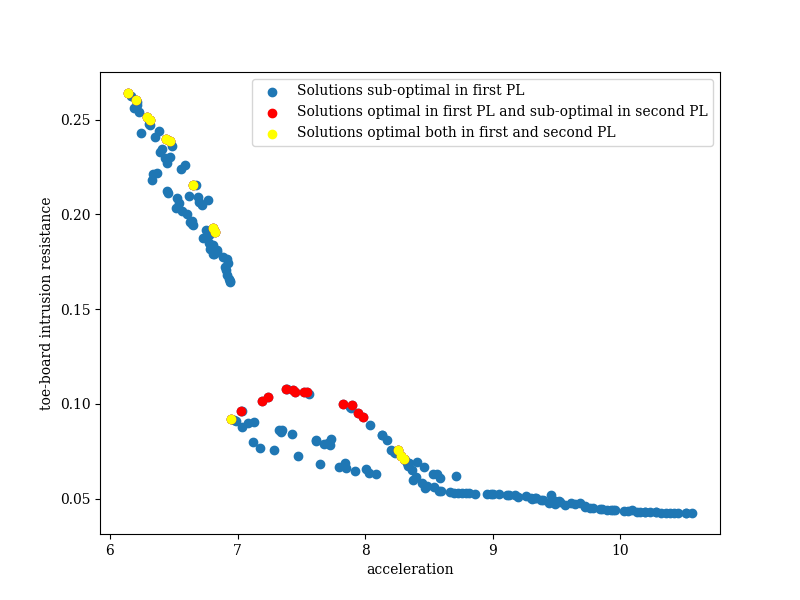 Solutions sub-optimal in first PL
Solutions optimal in first PL and sub-optimal in second PL
Solutions optimal both in first and second PL
toe-board intrusion resistance
0.25
0.20
0.15
0.10
0.05
6
7
8
9
10
acceleration